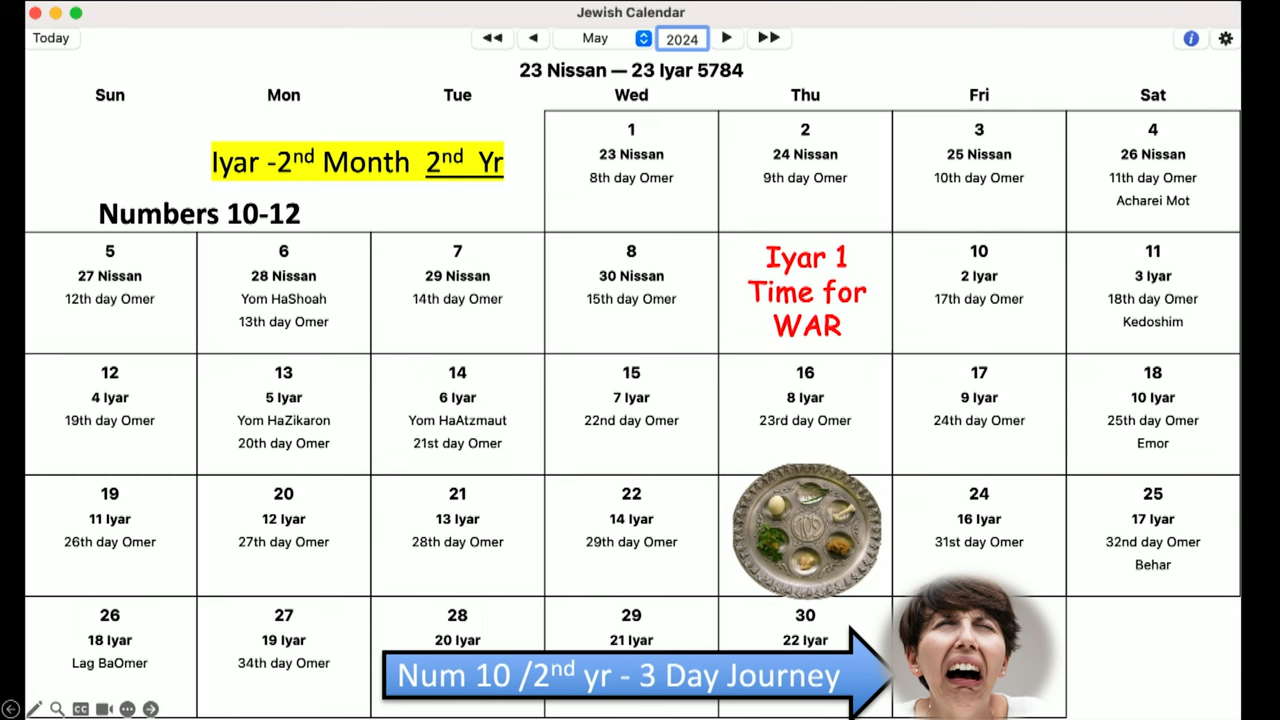 Jewish Calendar
Today
May
2024
23 Nissan — 23 Iyar 5784
Sun Mon Tue Wed Thu Fri Sat
Iyar -2nd Month 2nd Yr
Numbers 10-12
1
23 Nissan
8th day Omer
2
24 Nissan
9th day Omer
3
25 Nissan
10th day Omer
4
26 Nissan
11th day Omer
Acharei Mot
5
27 Nissan
12th day Omer
6
28 Nissan
Yom HaShoah
13th day Omer
7
29 Nissan
14th day Omer
8
30 Nissan
15th day Omer
Iyar 1
Time for
WAR
10
2 Iyar
17th day Omer
11
3 Iyar
18th day Omer
Kedoshim
12
4 Iyar
19th day Omer
13
5 Iyar
Yom HaZikaron
20th day Omer
14
6 Iyar
Yom HaAtzmaut
21st day Omer
15
7 Iyar
22nd day Omer
16
8 Iyar
23rd day Omer
17
9 Iyar
24th day Omer
18
10 Iyar
25th day Omer
Emor
19
11 Iyar
26th day Omer
20
12 Iyar
27th day Omer
21
13 Iyar
28th day Omer
22
14 Iyar
29th day Omer
24
16 Iyar
31st day Omer
25
17 Iyar
32nd day Omer
Behar
26
18 Iyar
Lag BaOmer
27
19 Iyar
34th day Omer
28
20 Iyar
29
21 Iyar
30
22 Iyar
Num 10 /2nd yr - 3 Day Journey
CC